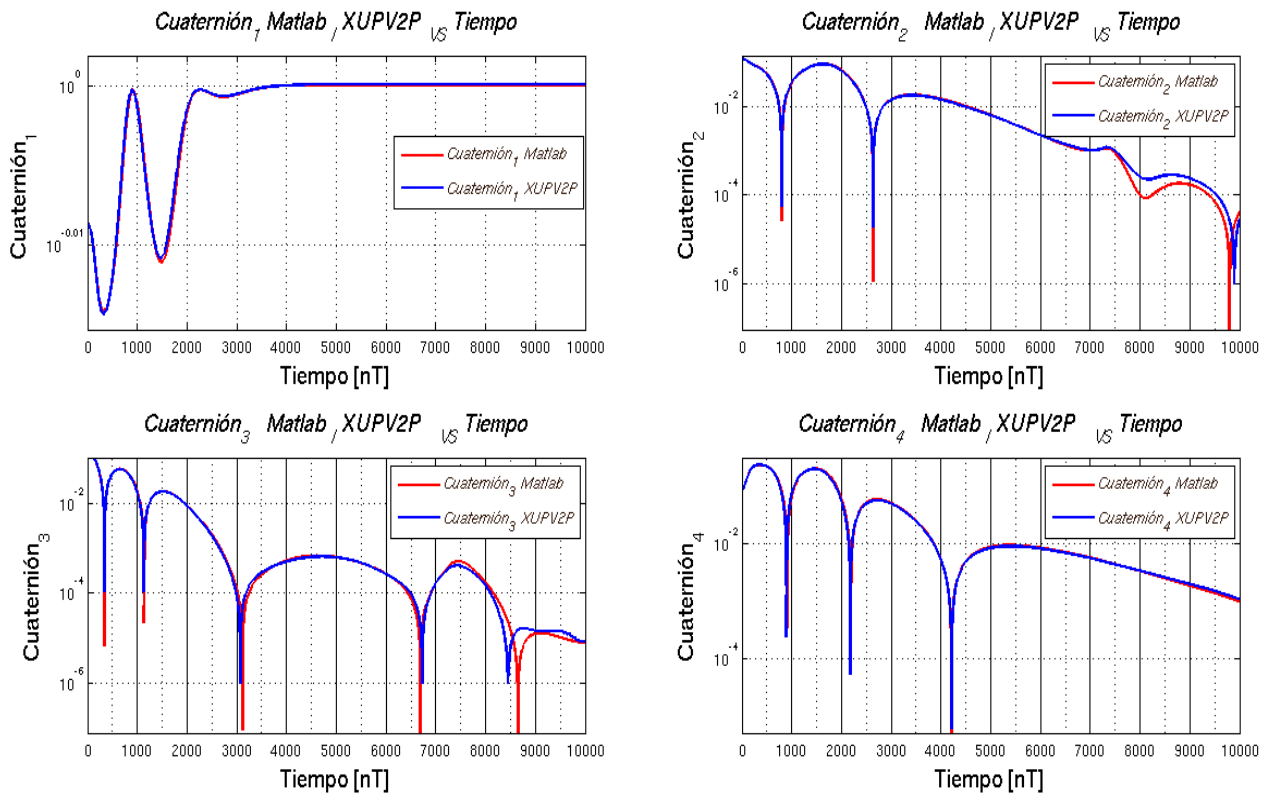 Cuaternión1 Matlab / XUPV2P VS Tiempo
Cuaternión1
10^0
10^-0.01
Cuaternión1 Matlab
Cuaternión1 XUPV2P
0 1000 2000 3000 4000 5000 6000 7000 8000 9000 10000
Tiempo [nT]
Cuaternión2 Matlab / XUPV2P VS Tiempo
Cuaternión2
10^-2
10^-4
10^-6
Cuaternión2 Matlab
Cuaternión2 XUPV2P
0 1000 2000 3000 4000 5000 6000 7000 8000 9000 10000
Tiempo [nT]
Cuaternión3 Matlab / XUPV2P VS Tiempo
Cuaternión3
10^-2
10^-4
10^-6
Cuaternión3 Matlab
Cuaternión3 XUPV2P
0 1000 2000 3000 4000 5000 6000 7000 8000 9000 10000
Tiempo [nT]
Cuaternión4 Matlab / XUPV2P VS Tiempo
Cuaternión4
10^-2
10^-4
Cuaternión4 Matlab
Cuaternión4 XUPV2P
0 1000 2000 3000 4000 5000 6000 7000 8000 9000 10000
Tiempo [nT]